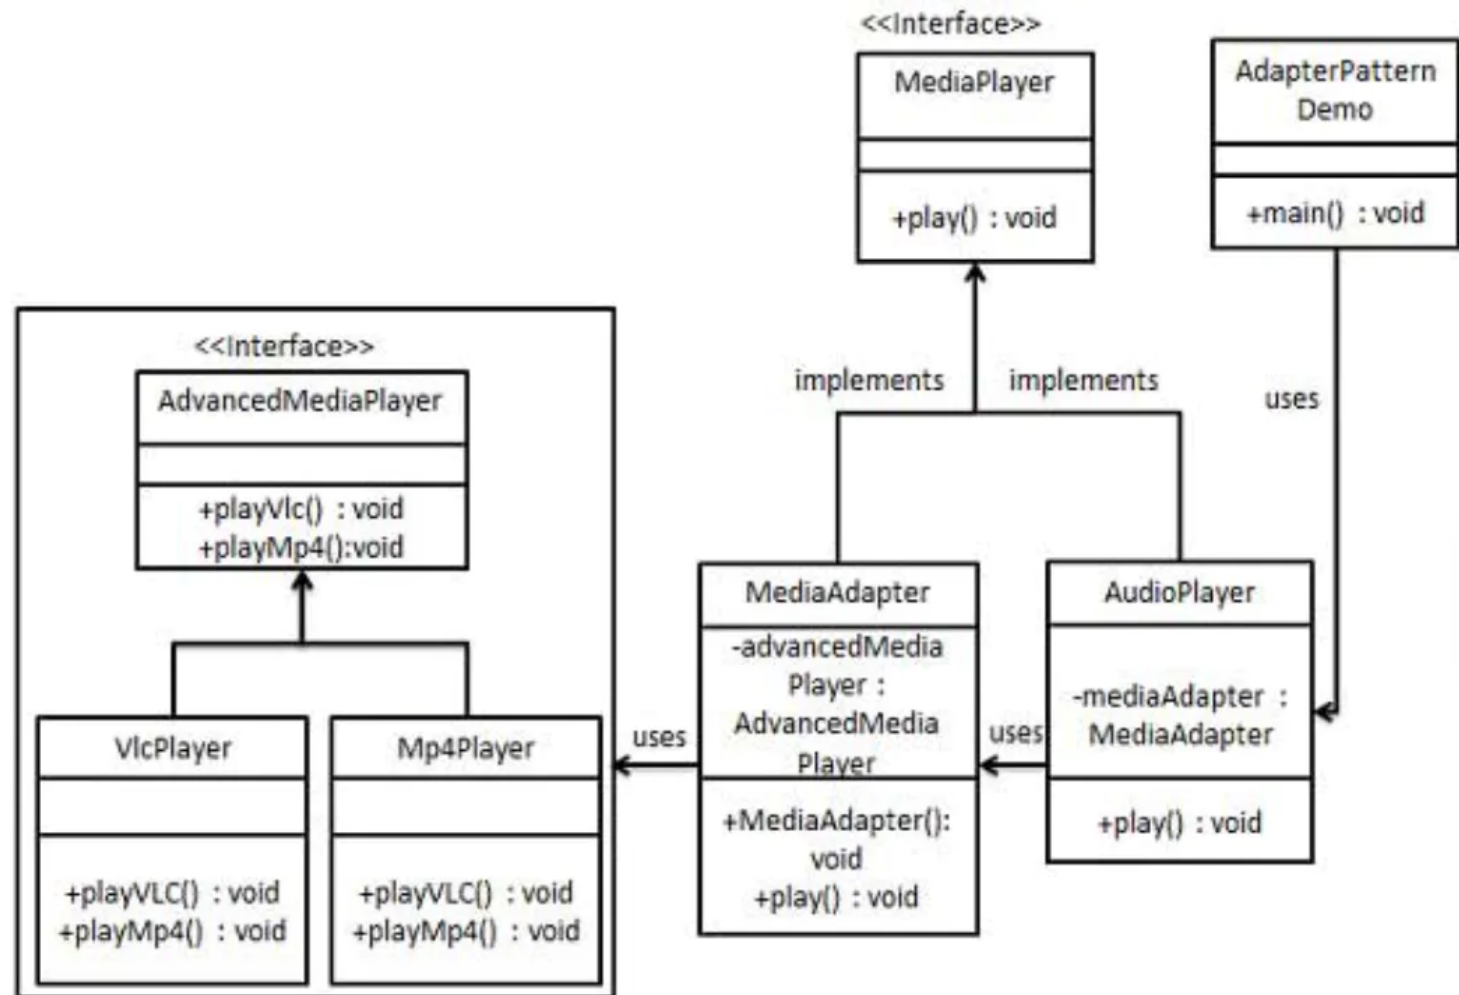 <<Interface>>
MediaPlayer
+play() : void
AdapterPattern
Demo
+main() : void
implements
implements
uses
<<Interface>>
AdvancedMediaPlayer
+playVlc() : void
+playMp4():void
VlcPlayer
+playVLC() : void
+playMp4() : void
Mp4Player
+playVLC() : void
+playMp4() : void
uses
MediaAdapter
-advancedMedia
Player :
AdvancedMedia
Player
+MediaAdapter():
void
+play() : void
uses
AudioPlayer
-mediaAdapter :
MediaAdapter
+play() : void